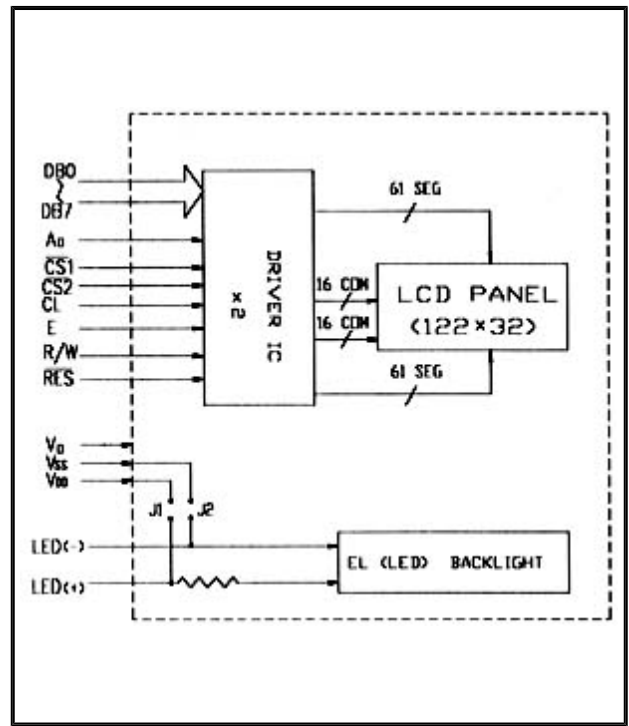 DB0
DB7
A0
CS1
CS2
CL
E
R/W
RES
DRIVER IC
×2
61 SEG
16 COM
16 COM
61 SEG
LCD PANEL
(122×32)
V0
VSS
VDD
J1
J2
LED(-)
LED(+)
EL (LED) BACKLIGHT